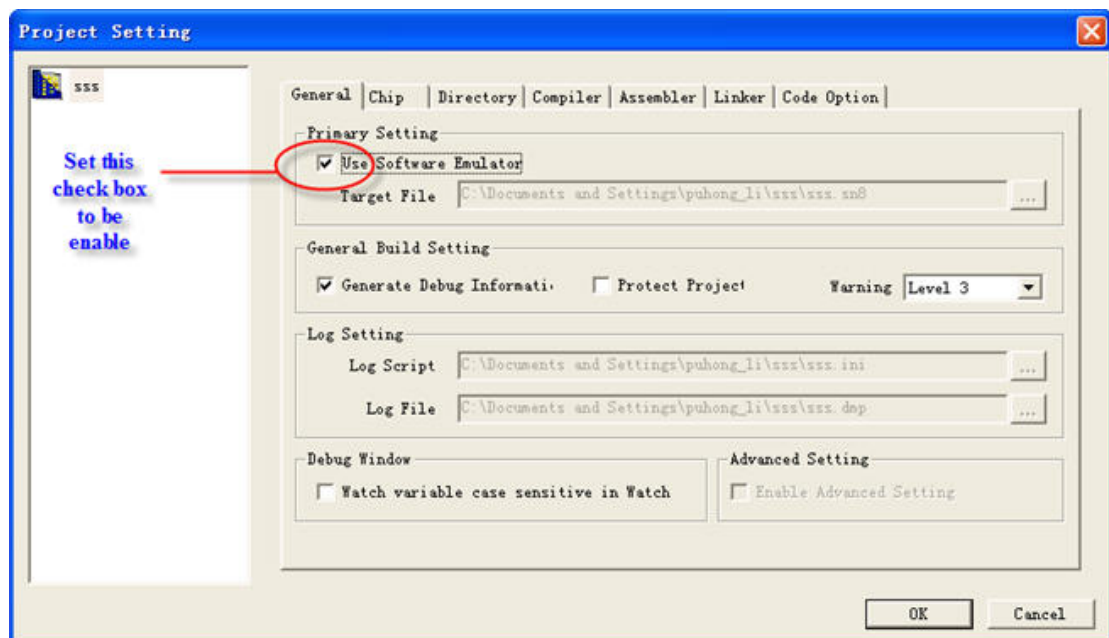 Project Setting
sss
General Chip Directory Compiler Assembler Linker Code Option
Primary Setting
Use Software Emulator
Target File C:\Documents and Settings\puhong_li\sss\sss.sn8 ...
General Build Setting
Generate Debug Informati Protect Project Warning Level 3
Log Setting
Log Script C:\Documents and Settings\puhong_li\sss\sss.ini ...
Log File C:\Documents and Settings\puhong_li\sss\sss.dmp ...
Debug Window
Watch variable case sensitive in Watch
Advanced Setting
Enable Advanced Setting
OK Cancel
Set this
check box
to be
enable